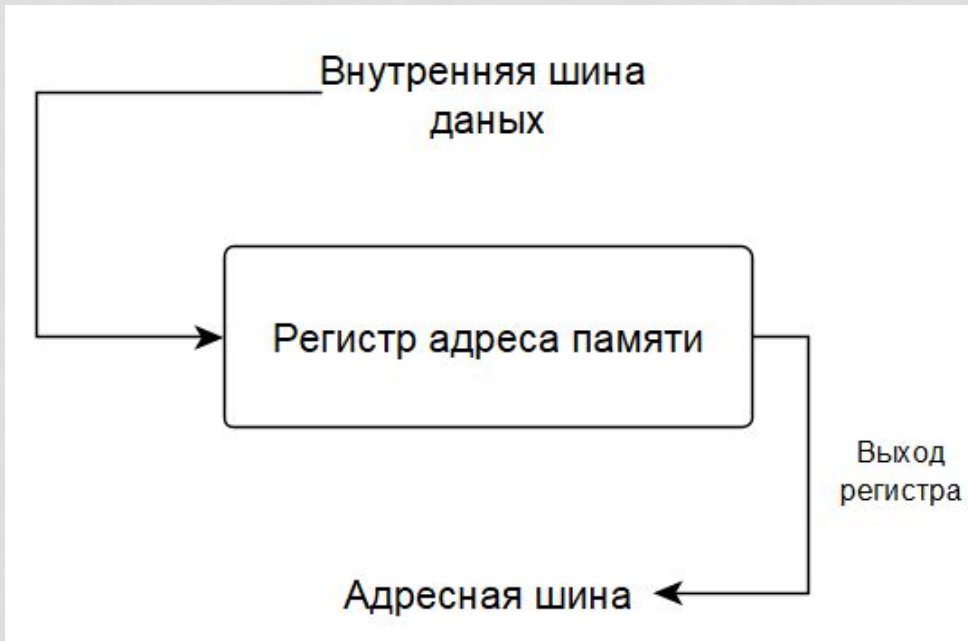 Внутренняя шина
даных
Регистр адреса памяти
Выход
регистра
Адресная шина